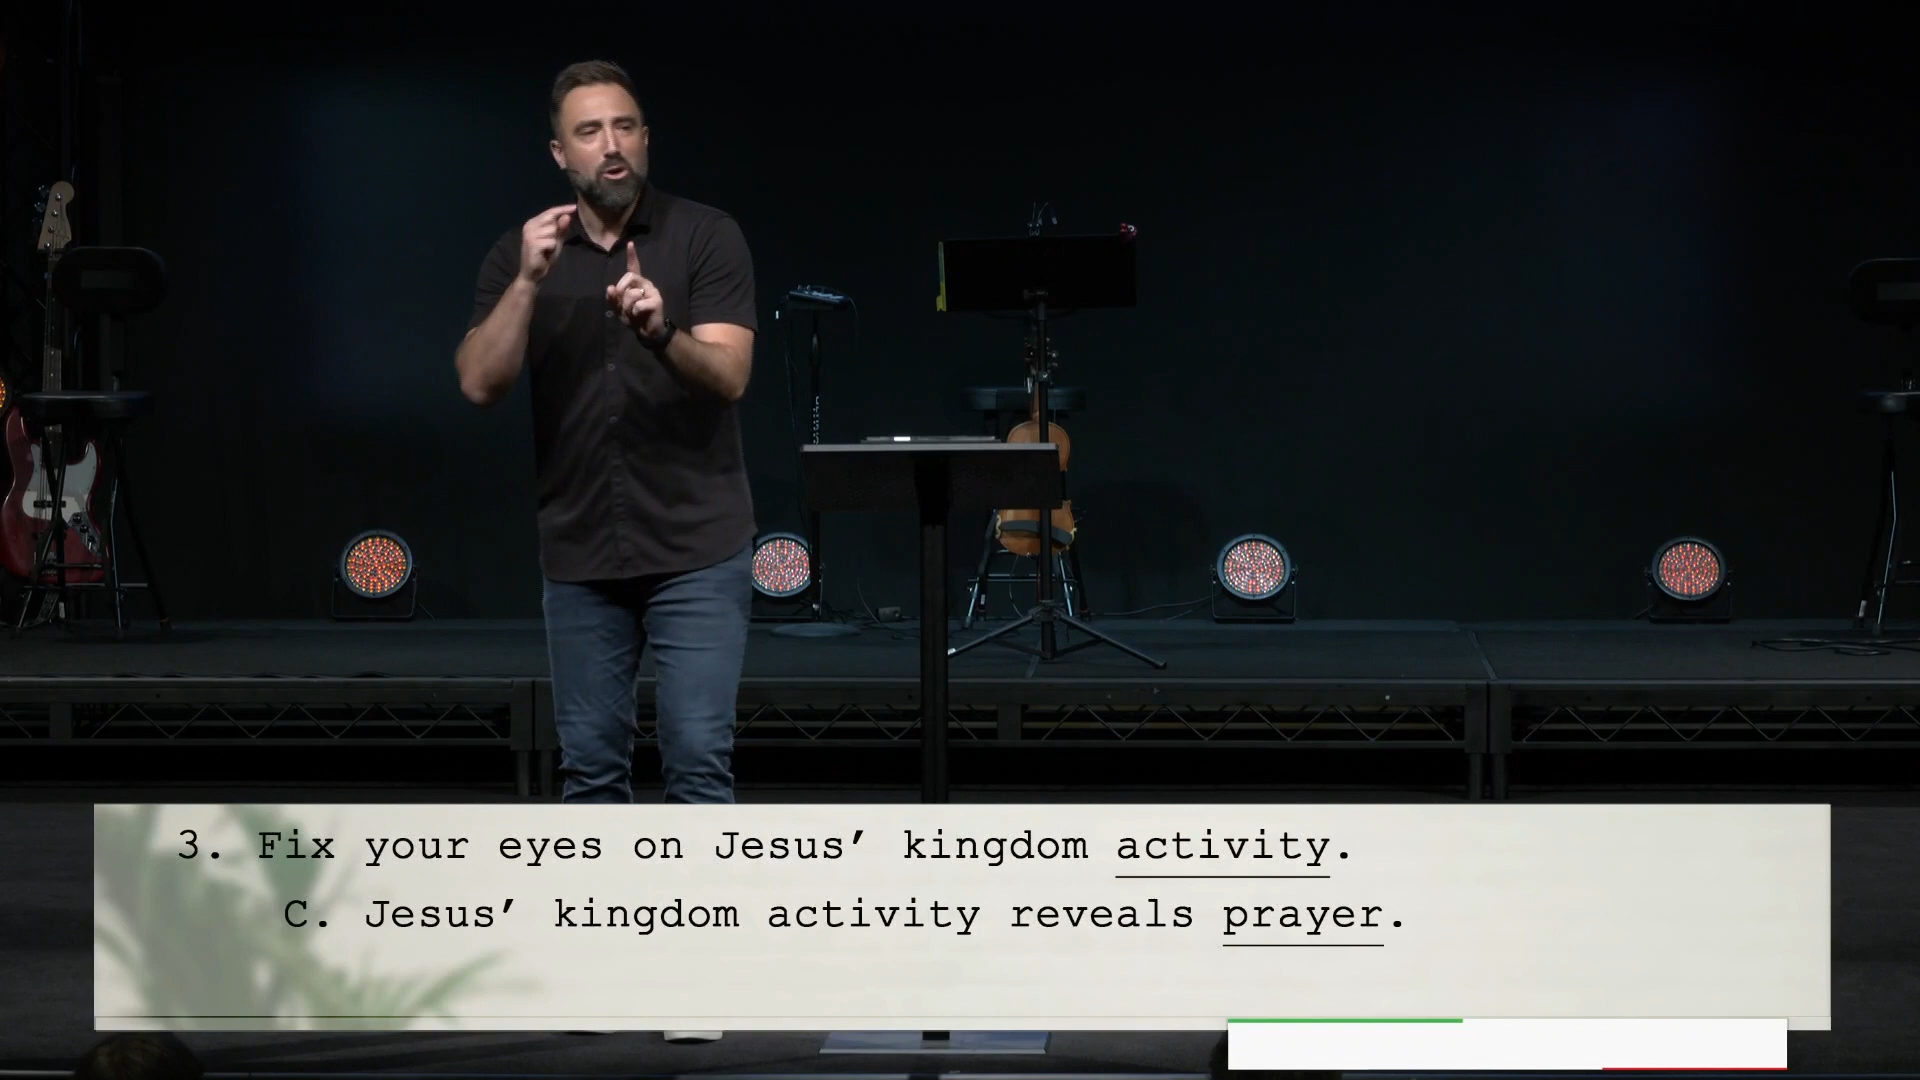 3. Fix your eyes on Jesus’ kingdom activity.
C. Jesus’ kingdom activity reveals prayer.